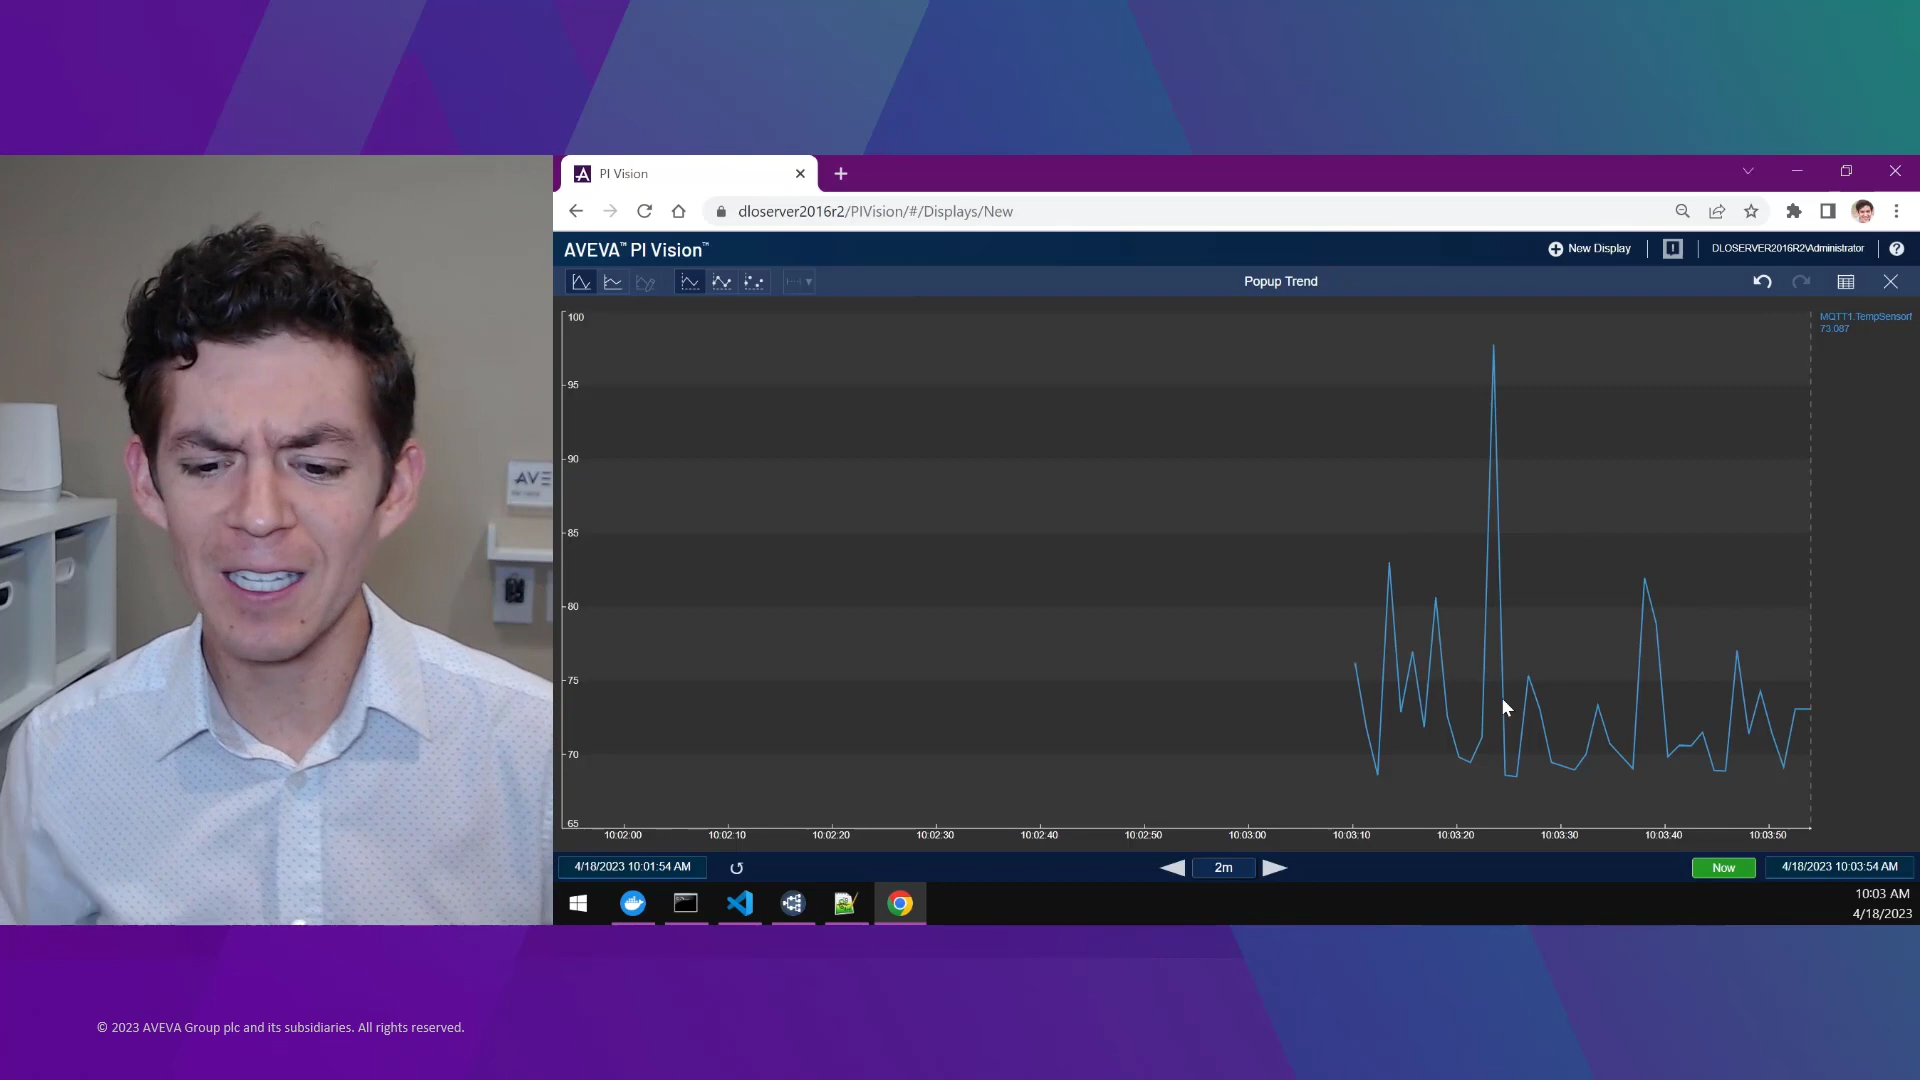 PI Vision
dloserver2016r2/PIVision/#/Displays/New
AVEVA™ PI Vision™
New Display
DLOSERVER2016R2\Administrator
Popup Trend
MQTT1.TempSensorf
73.087
100
95
90
85
80
75
70
65
10:02:00 10:02:10 10:02:20 10:02:30 10:02:40 10:02:50 10:03:00 10:03:10 10:03:20 10:03:30 10:03:40 10:03:50
4/18/2023 10:01:54 AM
2m
Now
4/18/2023 10:03:54 AM
10:03 AM
4/18/2023
AVE
© 2023 AVEVA Group plc and its subsidiaries. All rights reserved.